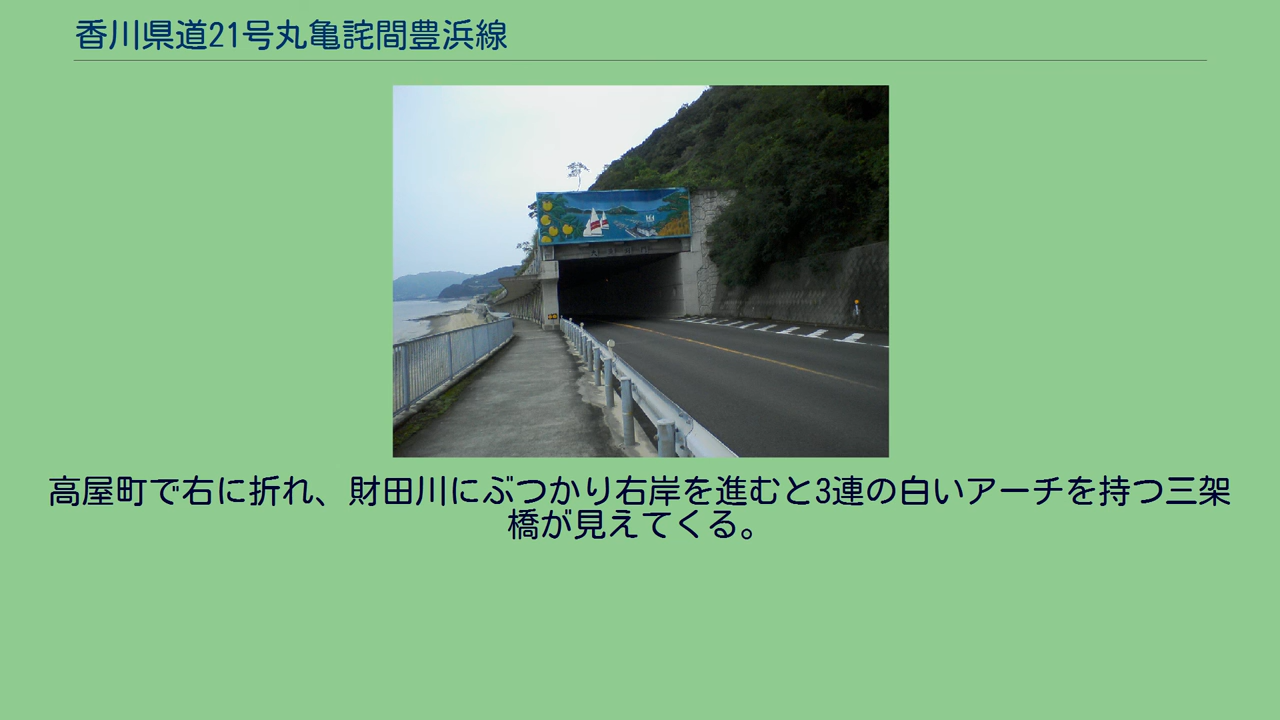 香川県道21号丸亀詫間豊浜線
高屋町で右に折れ、財田川にぶつかり右岸を進むと3連の白いアーチを持つ三架
橋が見えてくる。